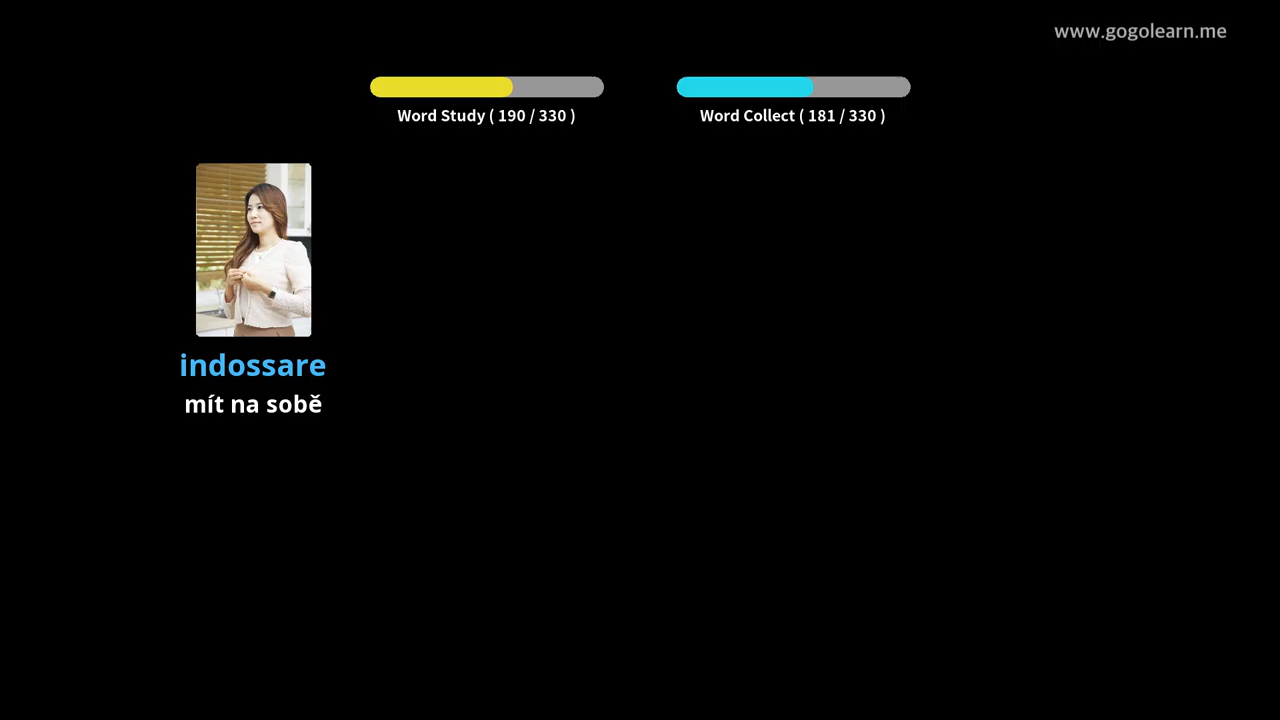 www.gogolearn.me
Word Study ( 190 / 330 )
Word Collect ( 181 / 330 )
indossare
mít na sobě